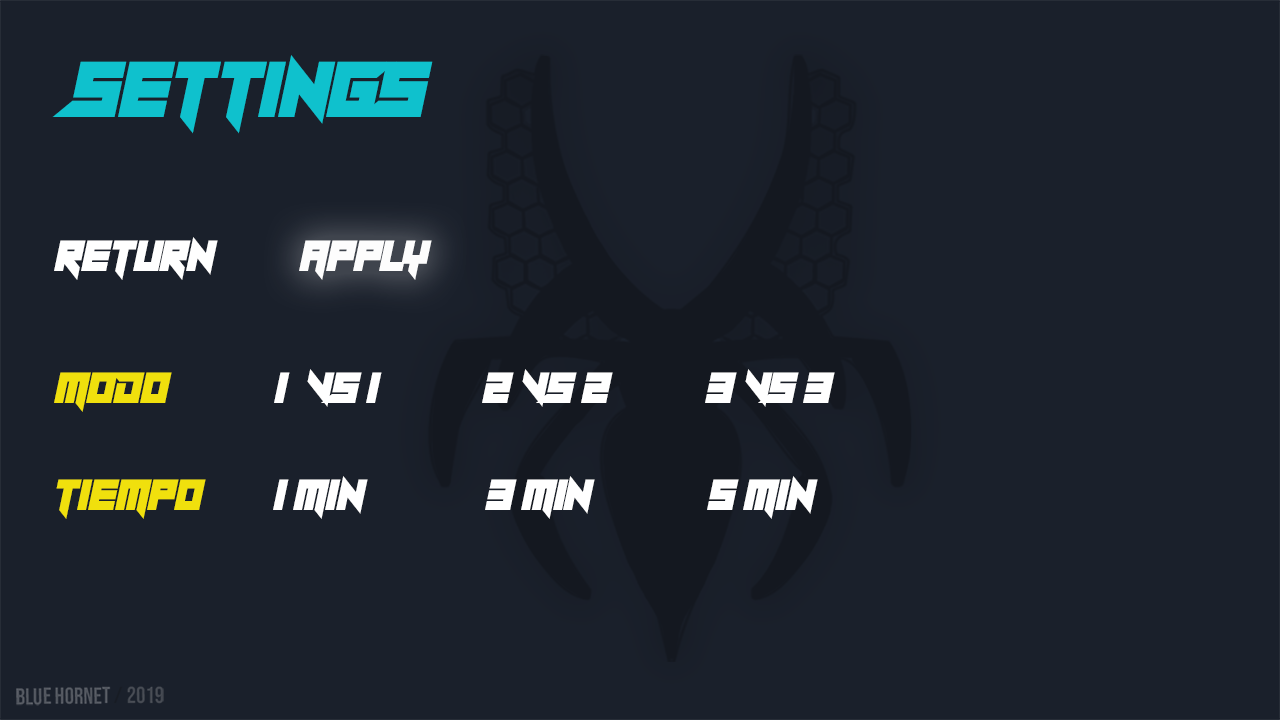 SETTINGS
RETURN APPLY
MODO 1 VS 1 2 VS 2 3 VS 3
TIEMPO 1 MIN 3 MIN 5 MIN
BLUE HORNET 2019